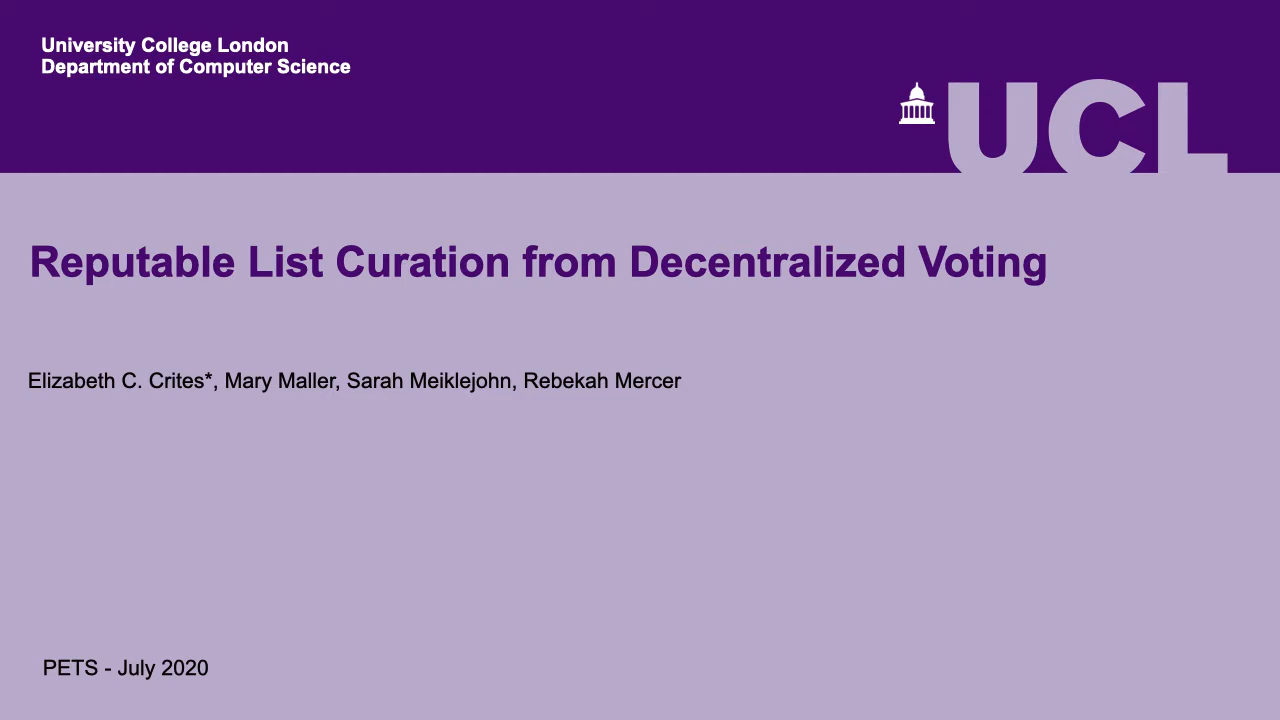 University College London
Department of Computer Science
UCL
Reputable List Curation from Decentralized Voting
Elizabeth C. Crites*, Mary Maller, Sarah Meiklejohn, Rebekah Mercer
PETS - July 2020